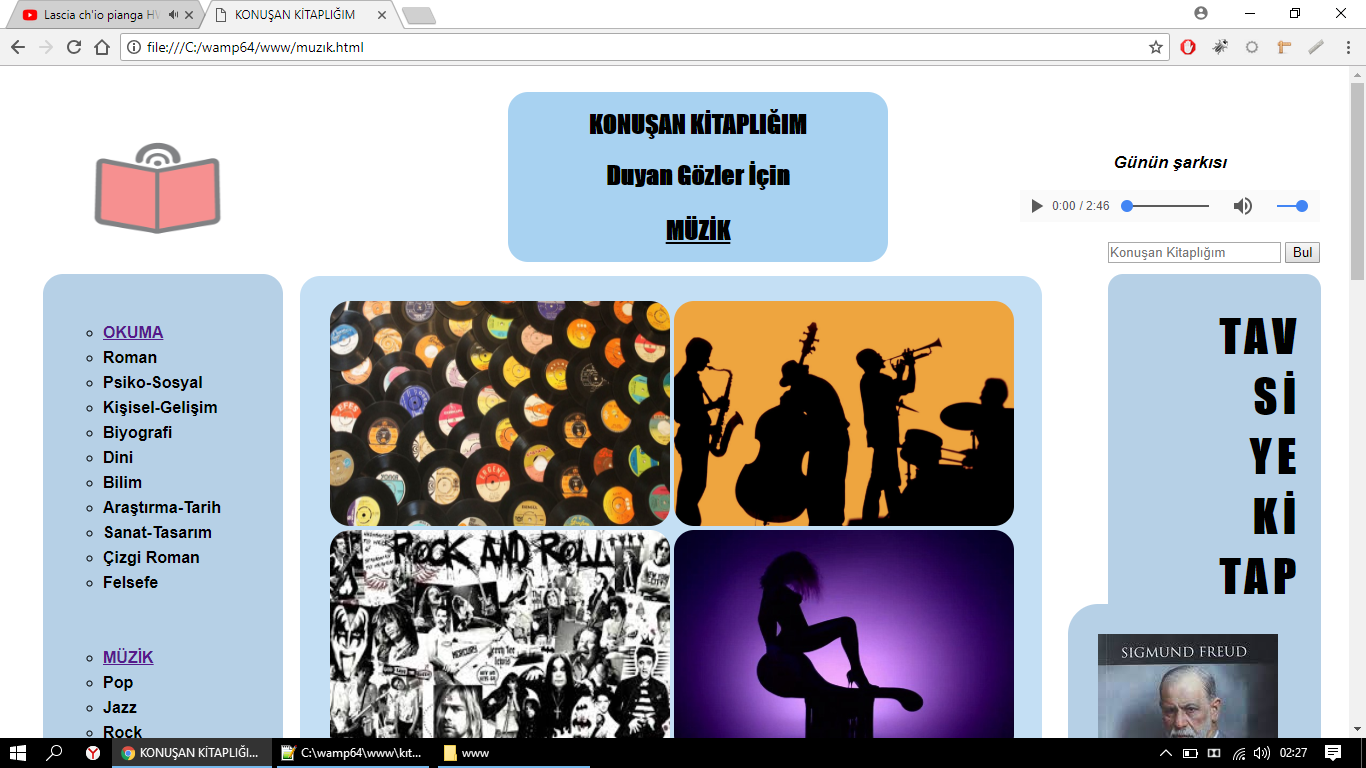 Lascia ch'io pianga H
KONUŞAN KİTAPLIĞIM
file:///C:/wamp64/www/muzık.html
KONUŞAN KİTAPLIĞIM
Duyan Gözler İçin
MÜZİK
Günün şarkısı
0:00 / 2:46
Konuşan Kitaplığım
Bul
OKUMA
Roman
Psiko-Sosyal
Kişisel-Gelişim
Biyografi
Dini
Bilim
Araştırma-Tarih
Sanat-Tasarım
Çizgi Roman
Felsefe
MÜZİK
Pop
Jazz
Rock
ROCK AND ROLL
MERCURY
TAV
Sİ
YE
Kİ
TAP
SIGMUND FREUD
KONUŞAN KİTAPLIĞI...
C:\wamp64\www\kıt...
www
02:27